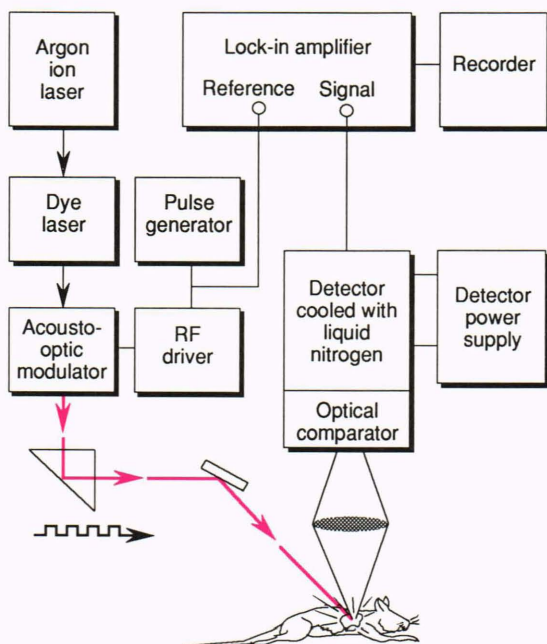 Argon
ion
laser
Lock-in amplifier
Reference
Signal
Recorder
Dye
laser
Pulse
generator
Acousto-
optic
modulator
RF
driver
Detector
cooled with
liquid
nitrogen
Optical
comparator
Detector
power
supply